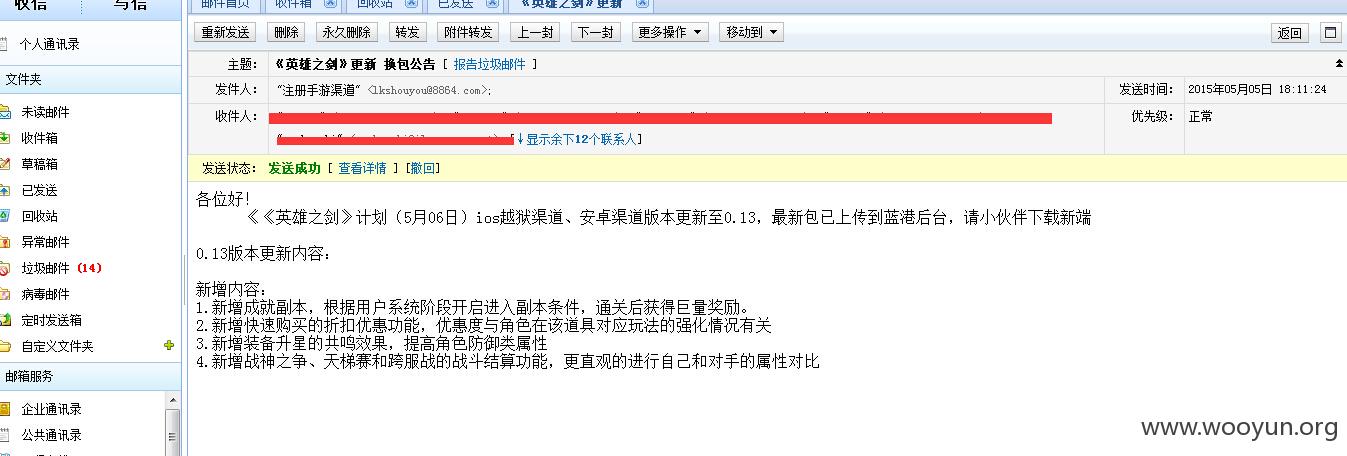 收信 写信
邮件首页 收件箱 回收站 已发送 《英雄之剑》更新
重新发送 删除 永久删除 转发 附件转发 上一封 下一封 更多操作 移动到 返回
个人通讯录
文件夹
未读邮件
收件箱
草稿箱
已发送
回收站
异常邮件
垃圾邮件 (14)
病毒邮件
定时发送箱
自定义文件夹
邮箱服务
企业通讯录
公共通讯录
主题: 《英雄之剑》更新 换包公告 [ 报告垃圾邮件 ]
发件人: "注册手游渠道" <lkshouyou@8864.com>; 发送时间: 2015年05月05日 18:11:24
收件人: 优先级: 正常
[↓显示余下12个联系人]
发送状态: 发送成功 [ 查看详情 ] [撤回]
各位好!
《《英雄之剑》计划（5月06日）ios越狱渠道、安卓渠道版本更新至0.13，最新包已上传到蓝港后台，请小伙伴下载新端
0.13版本更新内容：
新增内容：
1.新增成就副本，根据用户系统阶段开启进入副本条件，通关后获得巨量奖励。
2.新增快速购买的折扣优惠功能，优惠度与角色在该道具对应玩法的强化情况有关
3.新增装备升星的共鸣效果，提高角色防御类属性
4.新增战神之争、天梯赛和跨服战的战斗结算功能，更直观的进行自己和对手的属性对比
www.wooyun.org